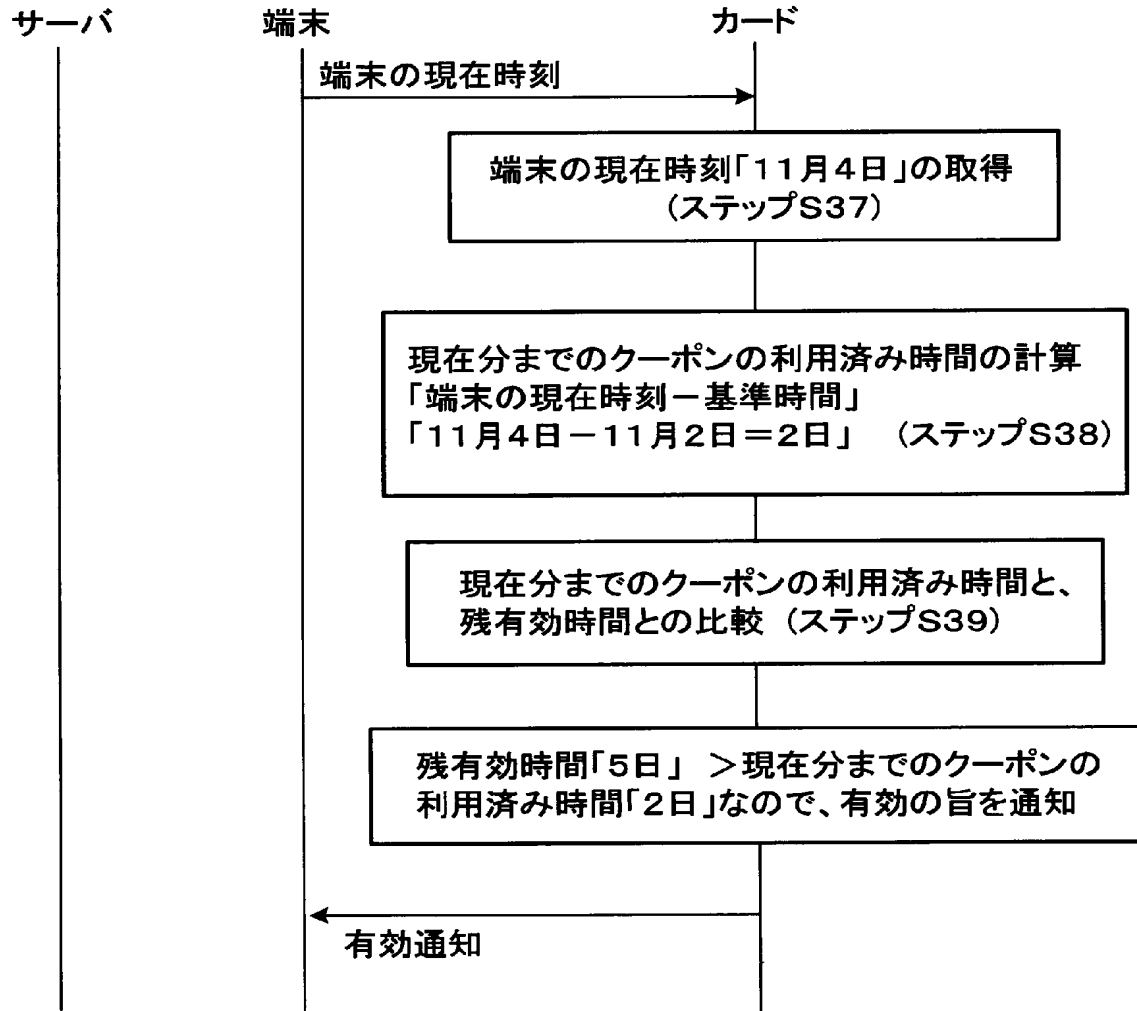 サーバ
端末
カード
端末の現在時刻
端末の現在時刻「11月4日」の取得
(ステップS37)
現在分までのクーポンの利用済み時間の計算
「端末の現在時刻－基準時間」
「11月4日－11月2日＝2日」 (ステップS38)
現在分までのクーポンの利用済み時間と、
残有効時間との比較 (ステップS39)
残有効時間「5日」 ＞現在分までのクーポンの
利用済み時間「2日」なので、有効の旨を通知
有効通知